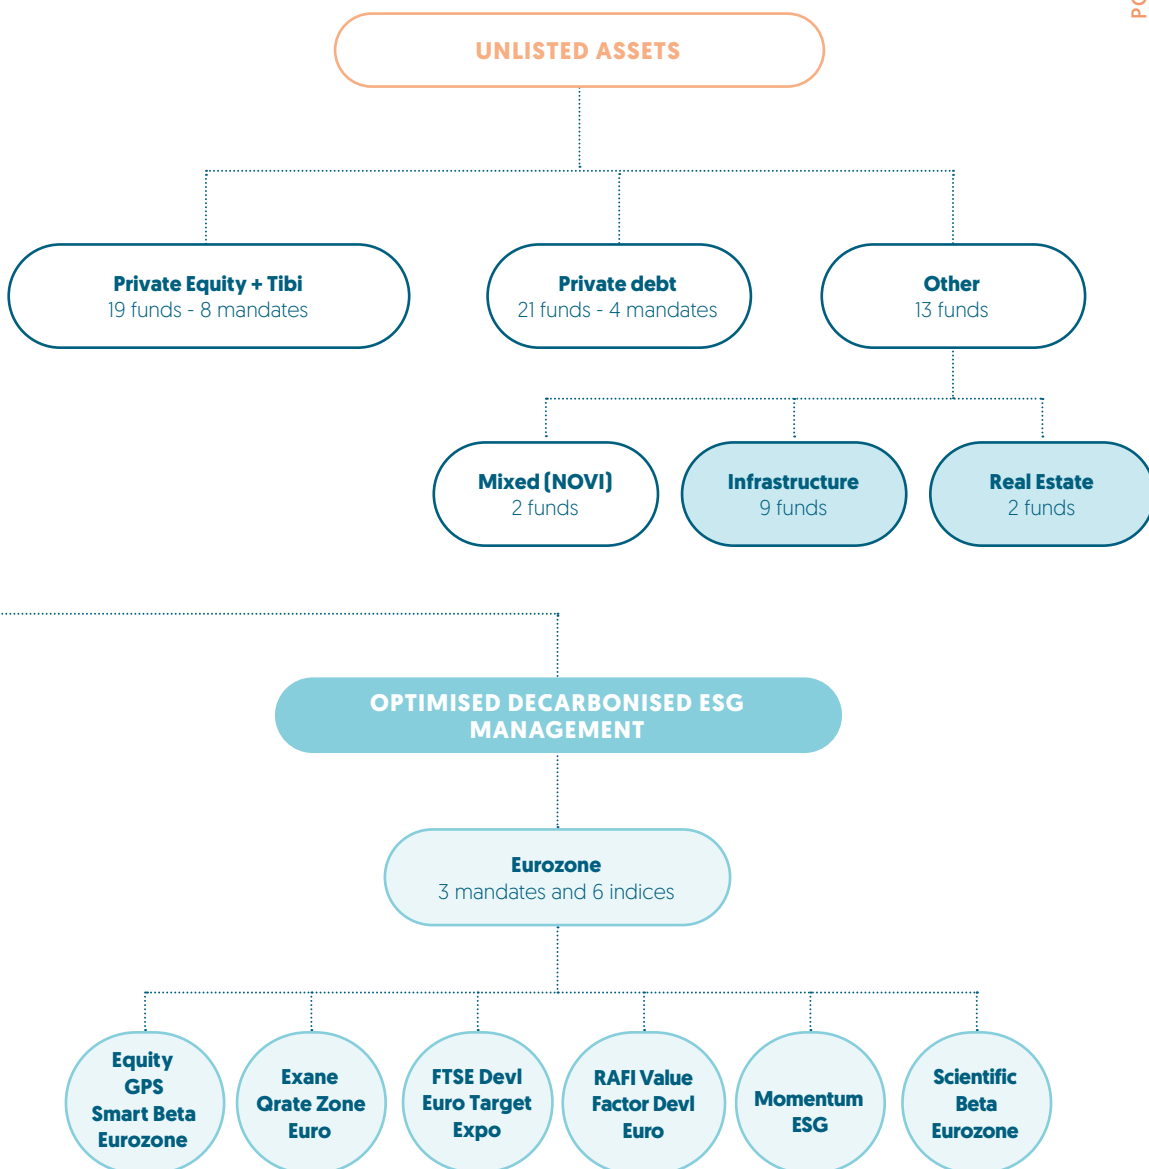 UNLISTED ASSETS
Private Equity + Tibi
19 funds - 8 mandates
Private debt
21 funds - 4 mandates
Other
13 funds
Mixed (NOVI)
2 funds
Infrastructure
9 funds
Real Estate
2 funds
OPTIMISED DECARBONISED ESG
MANAGEMENT
Eurozone
3 mandates and 6 indices
Equity
GPS
Smart Beta
Eurozone
Exane
Qrate Zone
Euro
FTSE Devl
Euro Target
Expo
RAFI Value
Factor Devl
Euro
Momentum
ESG
Scientific
Beta
Eurozone